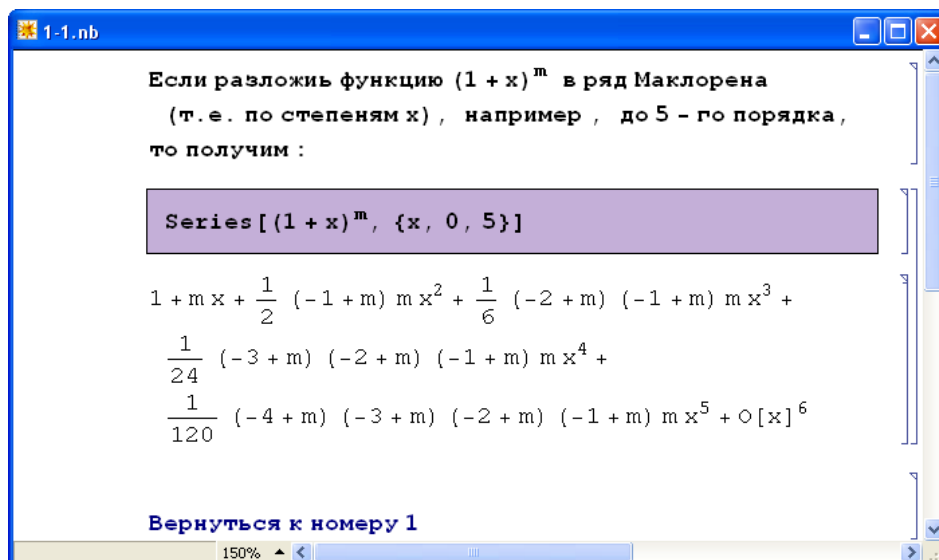 1-1.nb
Если разложиь функцию (1 + x)^m в ряд Маклорена
(т.е. по степеням x) , например , до 5 - го порядка ,
то получим :
Series[(1 + x)^m, {x, 0, 5}]
1 + m x + 1/2 (-1 + m) m x^2 + 1/6 (-2 + m) (-1 + m) m x^3 +
1/24 (-3 + m) (-2 + m) (-1 + m) m x^4 +
1/120 (-4 + m) (-3 + m) (-2 + m) (-1 + m) m x^5 + O[x]^6
Вернуться к номеру 1
150%